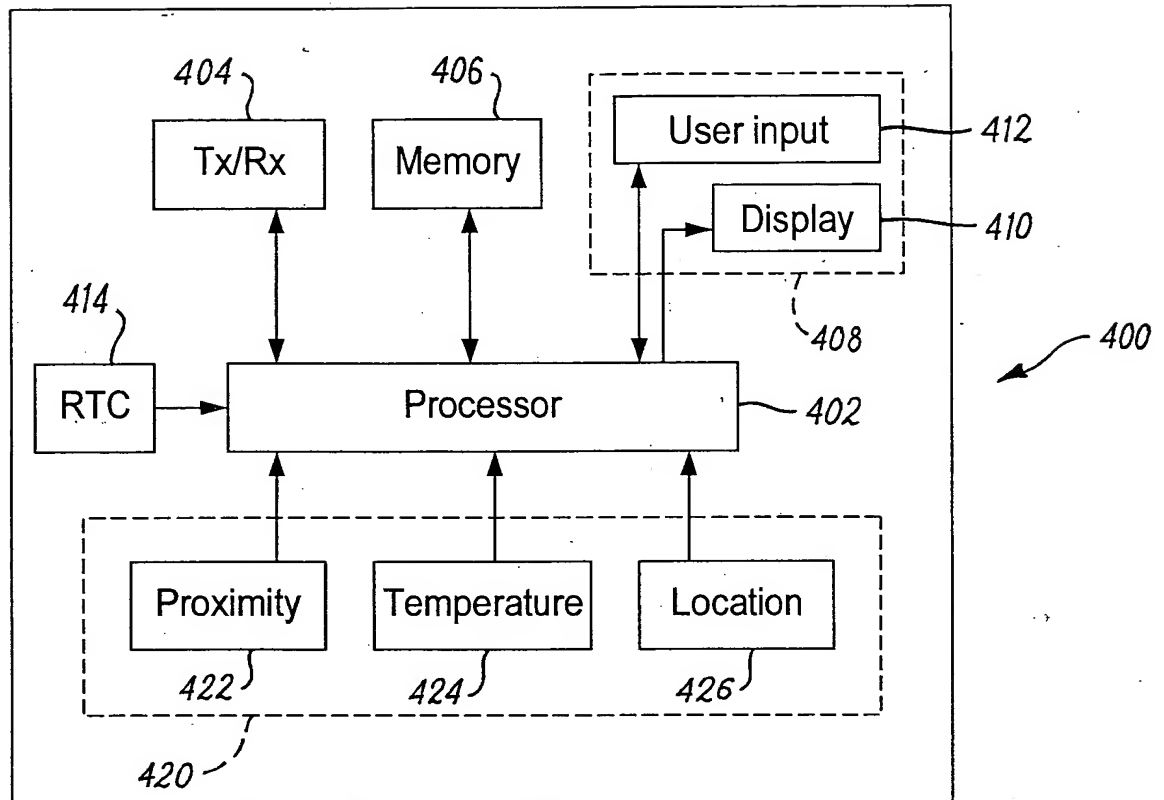 404
406
User input
412
Tx/Rx
Memory
Display
410
414
408
400
RTC
Processor
402
Proximity
Temperature
Location
422
424
426
420